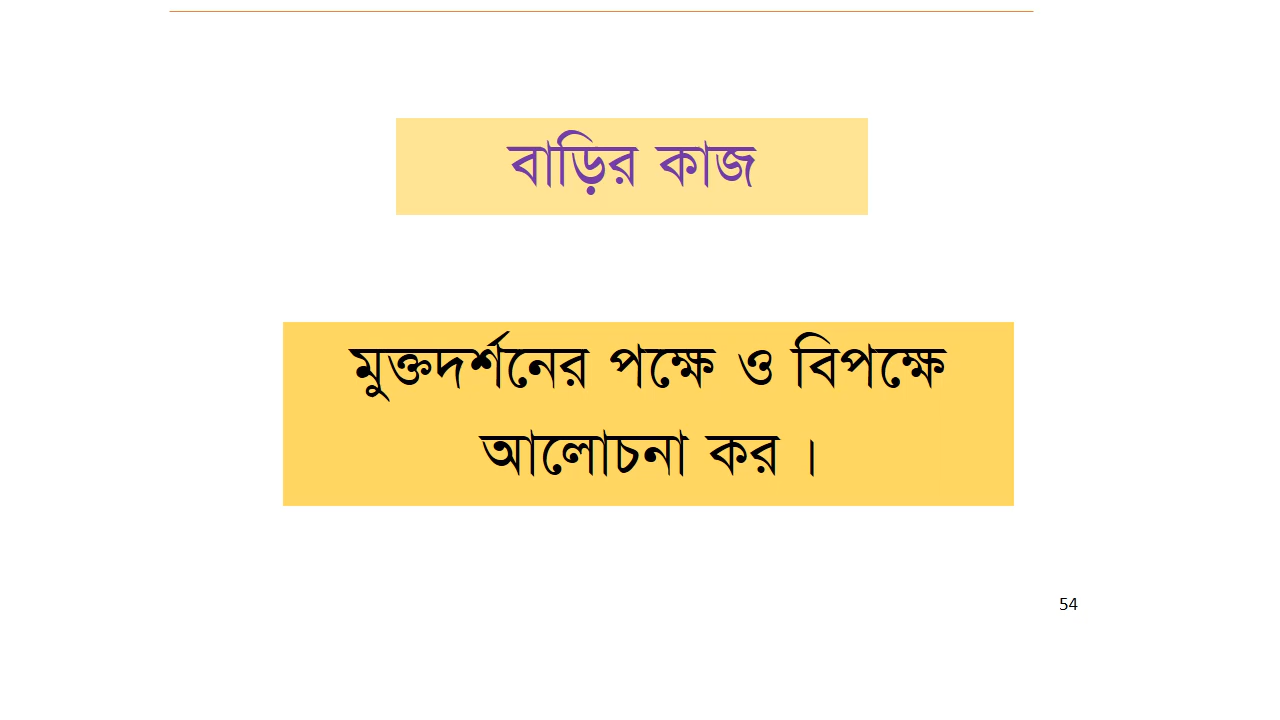 বাড়ির কাজ
মুক্তদর্শনের পক্ষে ও বিপক্ষে
আলোচনা কর ।
54